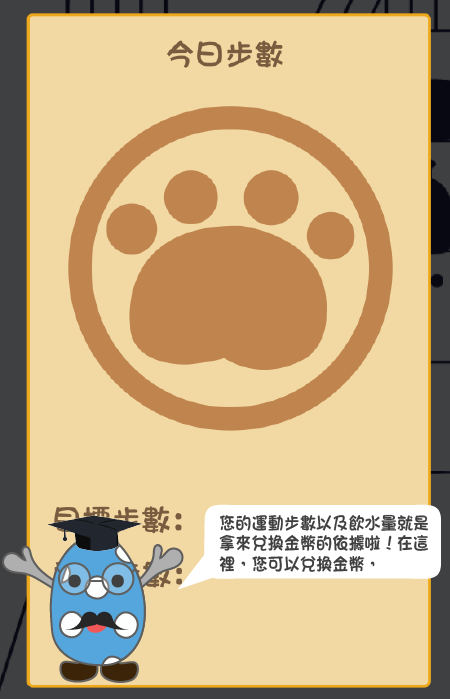 今日步數
目標步數:
您的運動步數以及飲水量就是
拿來兌換金幣的依據啦！在這
裡，您可以兌換金幣，